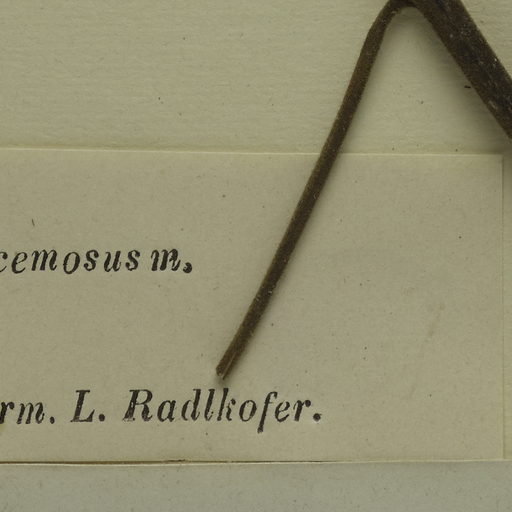 cemosus m.
rm. L. Radlkofer.